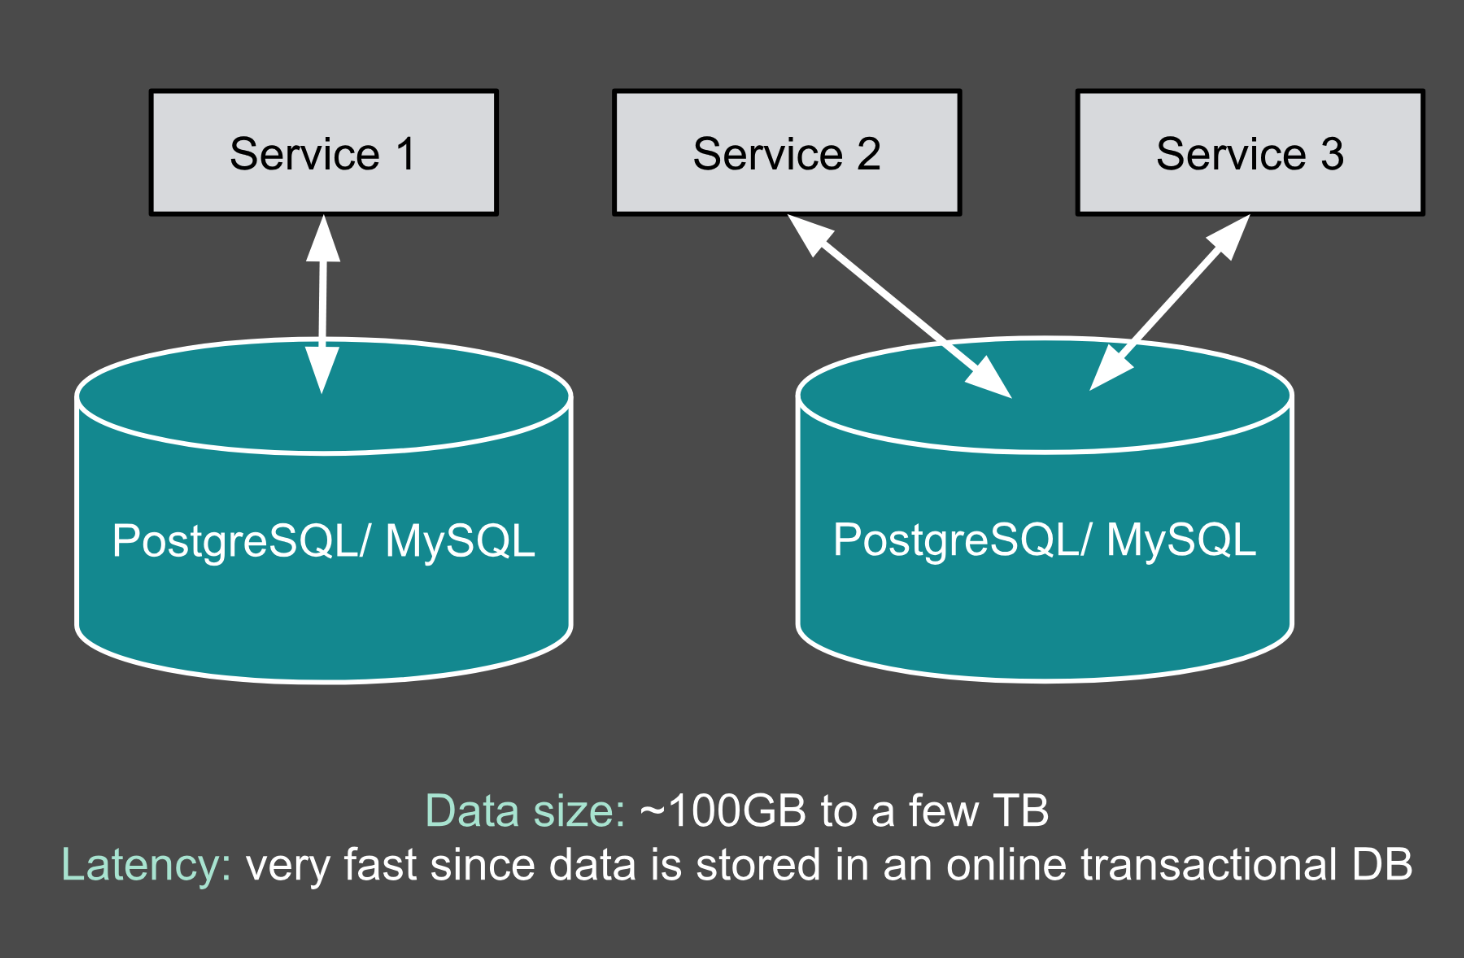 Service 1
Service 2
Service 3
PostgreSQL/ MySQL
PostgreSQL/ MySQL
Data size: ~100GB to a few TB
Latency: very fast since data is stored in an online transactional DB